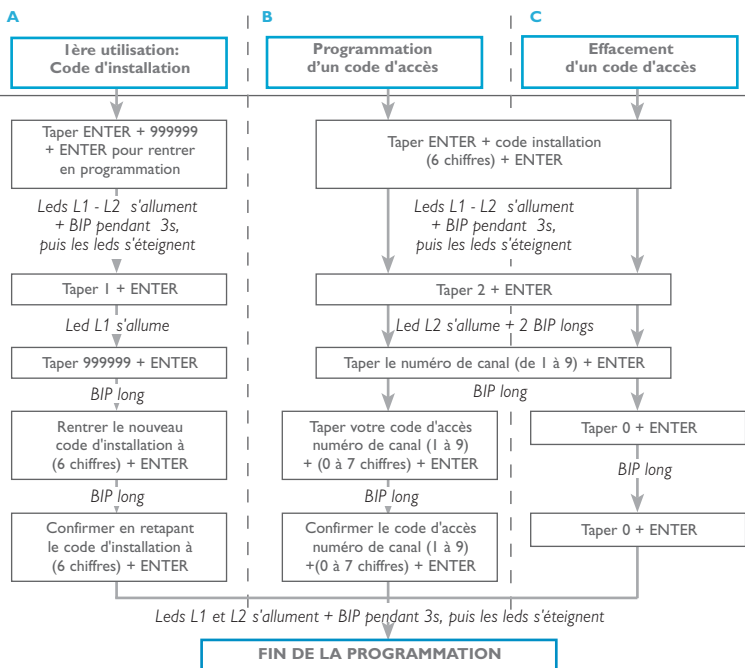 A
B
C
1ère utilisation:
Code d'installation
Programmation
d'un code d'accès
Effacement
d'un code d'accès
Taper ENTER + 999999
+ ENTER pour rentrer
en programmation
Taper ENTER + code installation
(6 chiffres) + ENTER
Leds L1 - L2 s'allument
+ BIP pendant 3s,
puis les leds s'éteignent
Leds L1 - L2 s'allument
+ BIP pendant 3s,
puis les leds s'éteignent
Taper 1 + ENTER
Taper 2 + ENTER
Led L1 s'allume
Led L2 s'allume + 2 BIP longs
Taper 999999 + ENTER
Taper le numéro de canal (de 1 à 9) + ENTER
BIP long
BIP long
Rentrer le nouveau
code d'installation à
(6 chiffres) + ENTER
Taper votre code d'accès
numéro de canal (1 à 9)
+ (0 à 7 chiffres) + ENTER
Taper 0 + ENTER
BIP long
BIP long
BIP long
Confirmer en retapant
le code d'installation à
(6 chiffres) + ENTER
Confirmer le code d'accès
numéro de canal (1 à 9)
+(0 à 7 chiffres) + ENTER
Taper 0 + ENTER
Leds L1 et L2 s'allument + BIP pendant 3s, puis les leds s'éteignent
FIN DE LA PROGRAMMATION